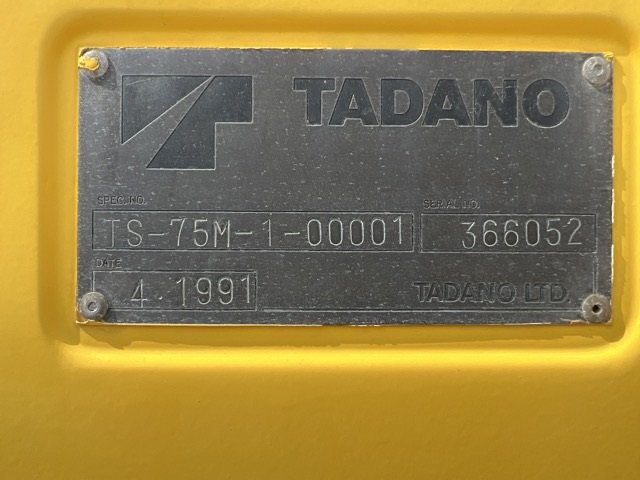 TADANO
SPEC. NO.
SERIAL NO.
TS-75M-1-00001
366052
DATE
4. 1991
TADANO LTD.